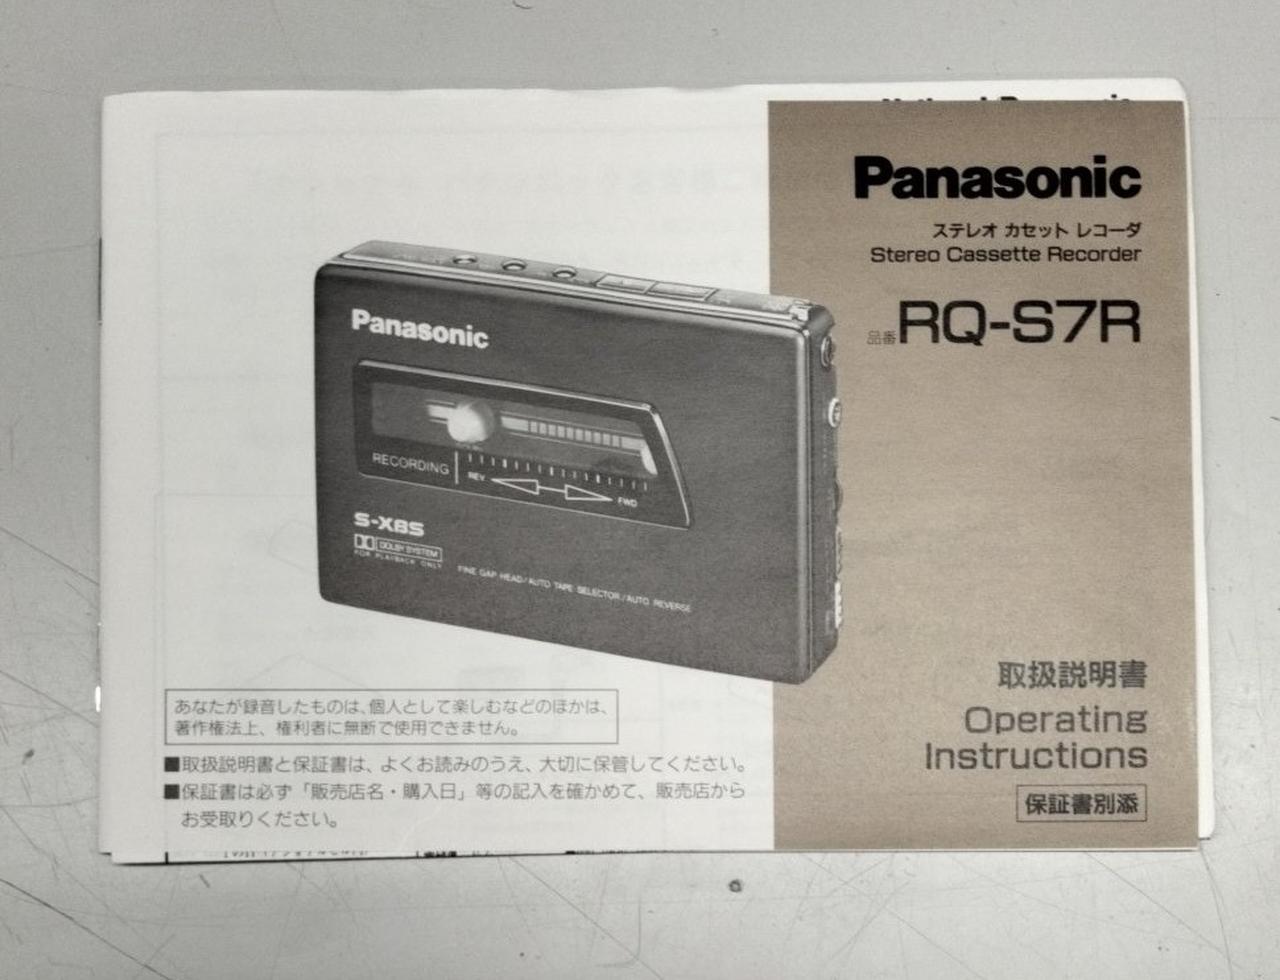 Panasonic
ステレオ カセット レコーダ
Stereo Cassette Recorder
品番 RQ-S7R
Panasonic
RECORDING
REV
FWD
S-XBS
DOLBY SYSTEM
FOR PLAYBACK ONLY
FINE GAP HEAD/AUTO TAPE SELECTOR/AUTO REVERSE
取扱説明書
Operating
Instructions
保証書別添
あなたが録音したものは、個人として楽しむなどのほかは、
著作権法上、権利者に無断で使用できません。
■取扱説明書と保証書は、よくお読みのうえ、大切に保管してください。
■保証書は必ず「販売店名・購入日」等の記入を確かめて、販売店から
お受取りください。